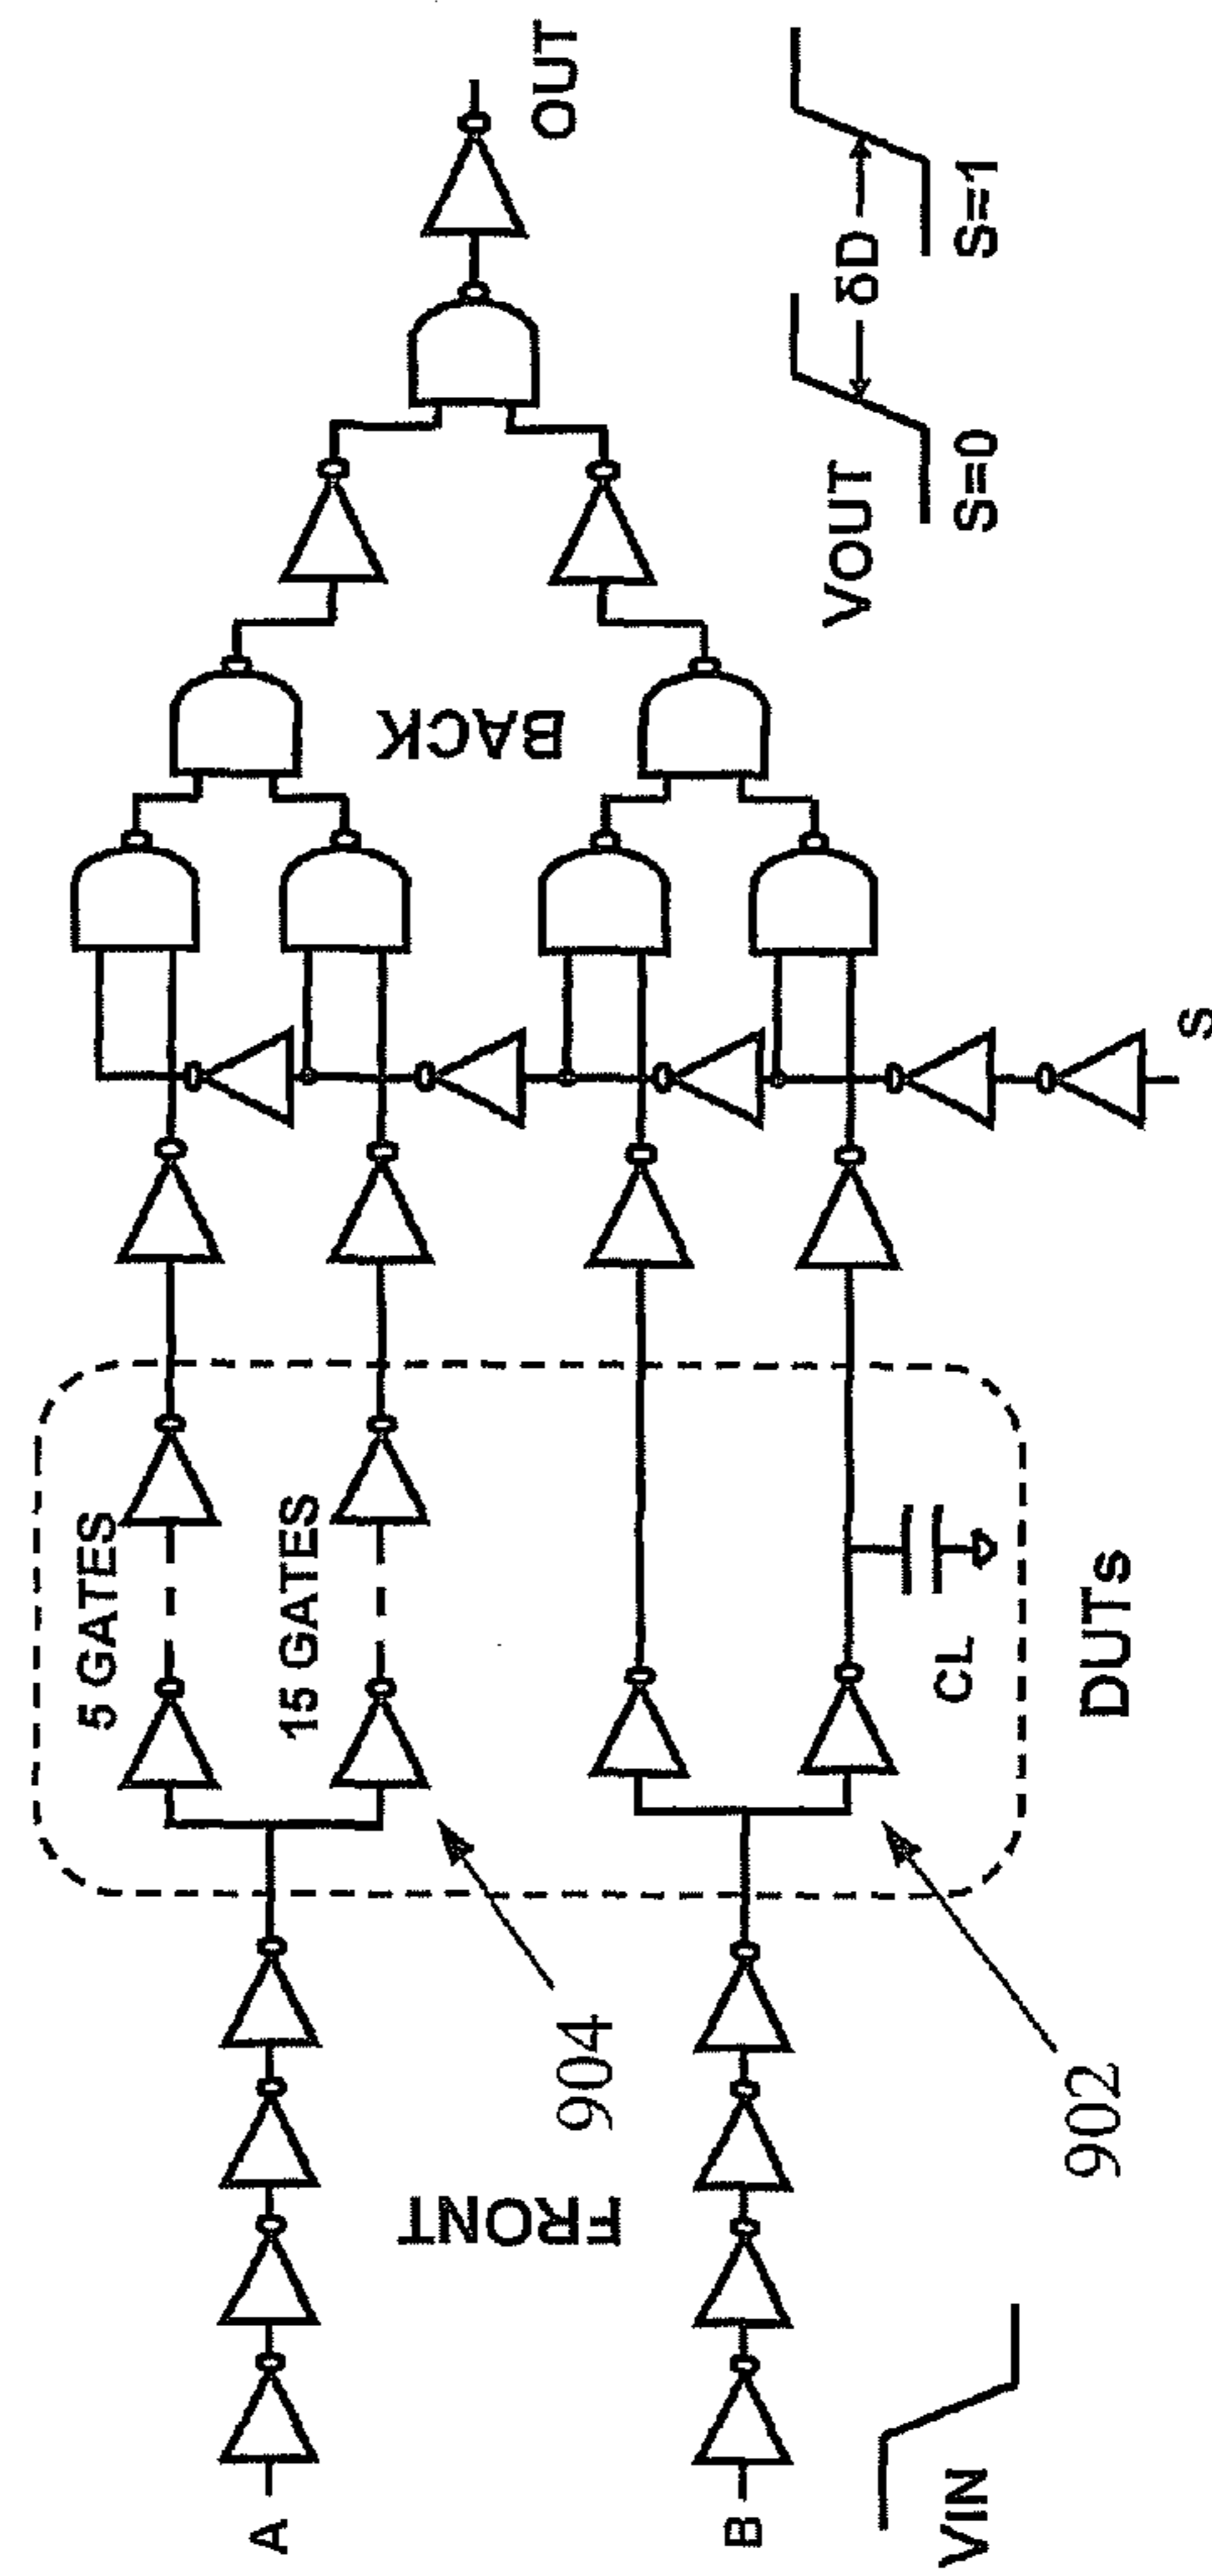 A
FRONT
B
VIN
904
902
5 GATES
15 GATES
CL
DUTs
BACK
S
OUT
VOUT
δD
S=0
S=1